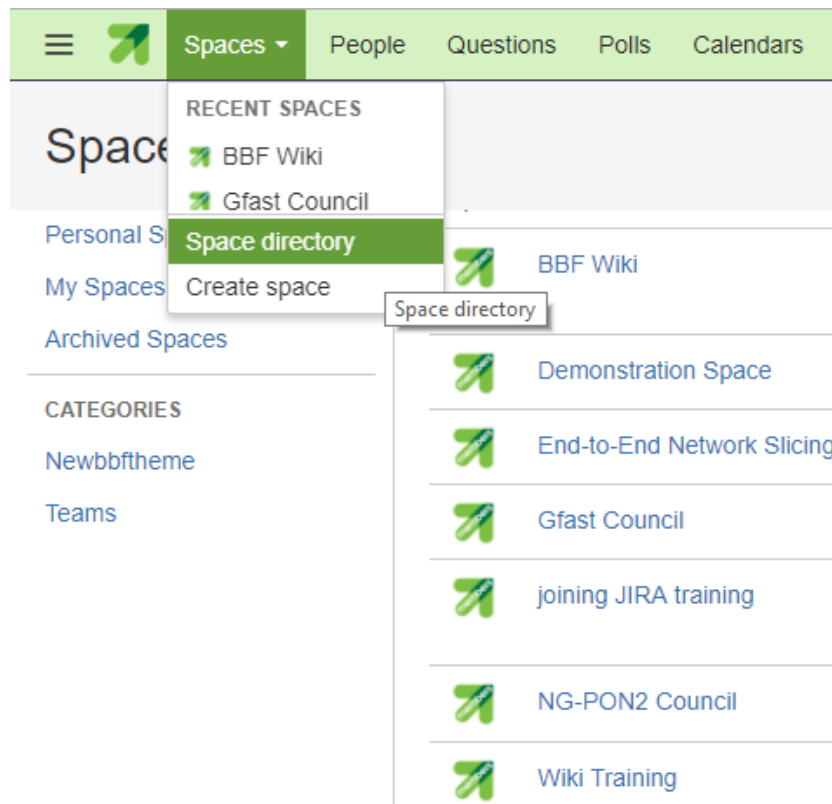 Spaces People Questions Polls Calendars
RECENT SPACES
BBF Wiki
Gfast Council
Space directory
Create space
Space directory
Personal
My Spaces
Archived Spaces
CATEGORIES
Newbbftheme
Teams
BBF Wiki
Demonstration Space
End-to-End Network Slicing
Gfast Council
joining JIRA training
NG-PON2 Council
Wiki Training